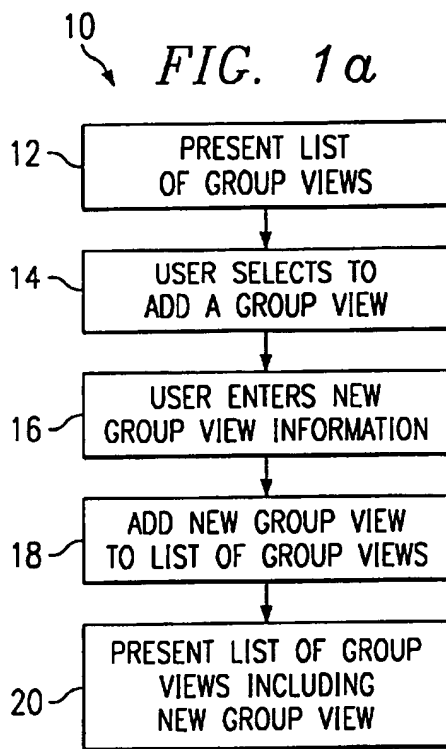 10
FIG. 1a
12
PRESENT LIST
OF GROUP VIEWS
14
USER SELECTS TO
ADD A GROUP VIEW
16
USER ENTERS NEW
GROUP VIEW INFORMATION
18
ADD NEW GROUP VIEW
TO LIST OF GROUP VIEWS
20
PRESENT LIST OF GROUP
VIEWS INCLUDING
NEW GROUP VIEW